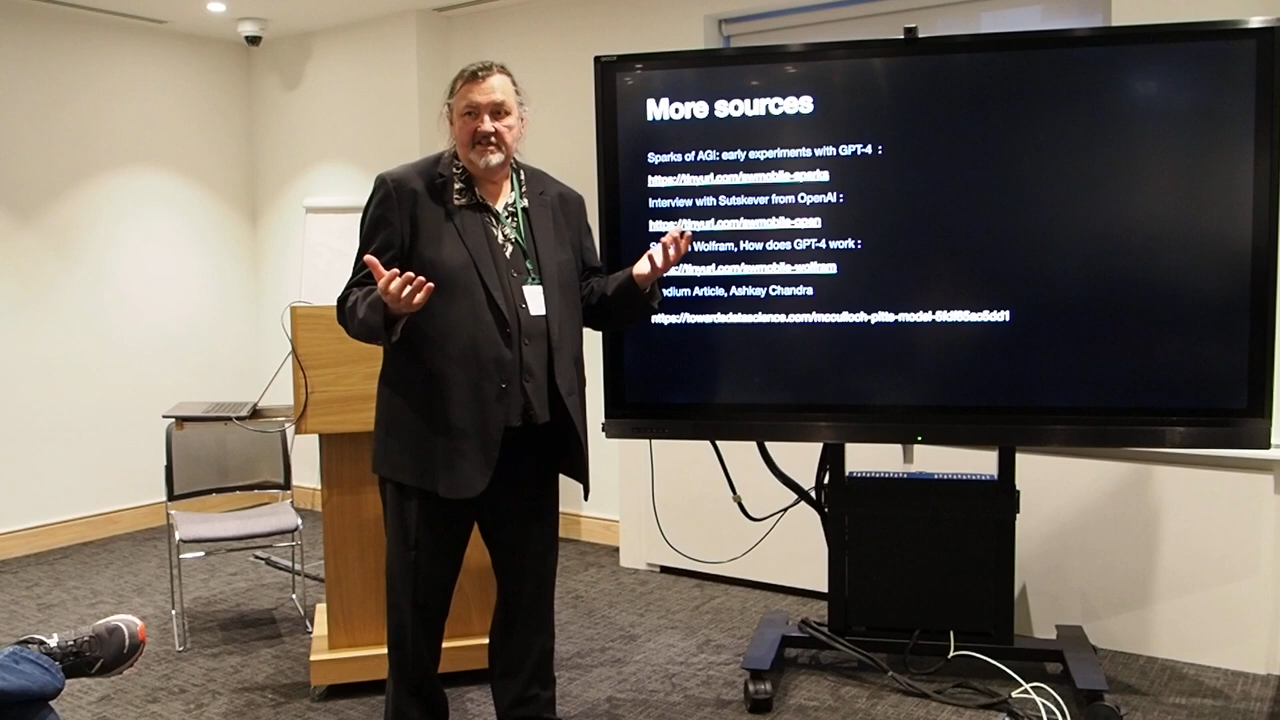 More sources
Sparks of AGI: early experiments with GPT-4 :
https://tinyurl.com/awmobile-sparks
Interview with Sutskever from OpenAI :
https://tinyurl.com/awmobile-open
Wolfram, How does GPT-4 work :
tinyurl.com/awmobile-wolfram
Article, Ashkay Chandra
https://towardsdatascience.com/mcculloch-pitts-model-5fdf65ac5dd1